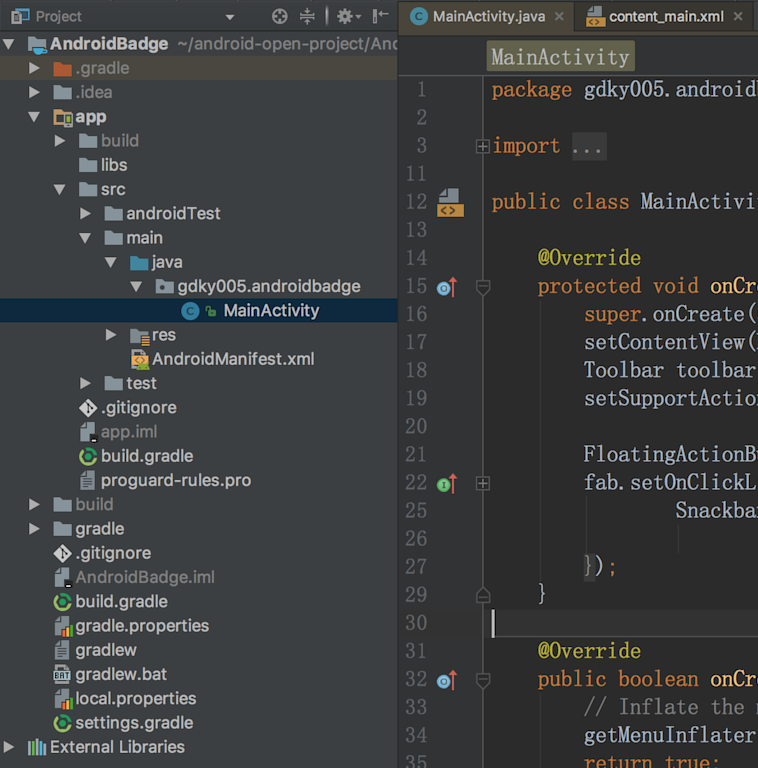 Project
AndroidBadge ~/android-open-project/An
.gradle
.idea
app
build
libs
src
androidTest
main
java
gdky005.androidbadge
MainActivity
res
AndroidManifest.xml
test
.gitignore
app.iml
build.gradle
proguard-rules.pro
build
gradle
.gitignore
AndroidBadge.iml
build.gradle
gradle.properties
gradlew
gradlew.bat
local.properties
settings.gradle
External Libraries
MainActivity.java content_main.xml
MainActivity
1 package gdky005.android
2
3 import ...
11
12 public class MainActivi
13
14 @Override
15 protected void onCre
16 super.onCreate(
17 setContentView(
18 Toolbar toolbar
19 setSupportAction
20
21 FloatingActionBu
22 fab.setOnClickL
25 Snackbar
26
27 });
29 }
30
31 @Override
32 public boolean onCre
33 // Inflate the
34 getMenuInflater
35 return true;